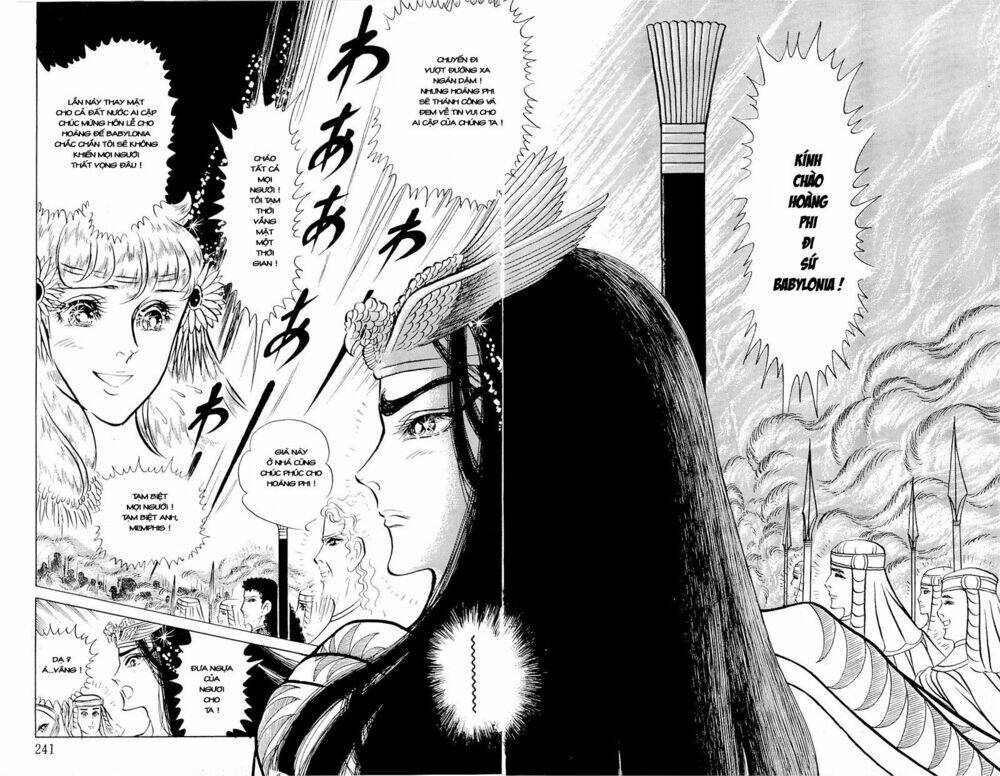 KÍNH
CHÀO
HOÀNG
PHI
ĐI
SỨ
BABYLONIA !
CHUYẾN ĐI
VƯỢT ĐƯỜNG XA
NGÀN DẶM !
NHƯNG HOÀNG PHI
SẼ THÀNH CÔNG VÀ
ĐEM VỀ TIN VUI CHO
AI CẬP CỦA CHÚNG TA !
わあああ
わあ
わ
CHÀO
TẤT CẢ
MỌI
NGƯỜI !
TÔI TẠM
THỜI
VẮNG
MẶT
MỘT
THỜI
GIAN !
LẦN NÀY THAY MẶT
CHO CẢ ĐẤT NƯỚC AI CẬP
CHÚC MỪNG HÔN LỄ CHO
HOÀNG ĐẾ BABYLONIA
CHẮC CHẮN TÔI SẼ KHÔNG
KHIẾN MỌI NGƯỜI
THẤT VỌNG ĐÂU !
GIÀ NÀY
Ở NHÀ CŨNG
CHÚC PHÚC CHO
HOÀNG PHI !
TẠM BIỆT
MỌI NGƯỜI !
TẠM BIỆT ANH,
MEMPHIS !
ĐƯA NGỰA
CỦA
NGƯƠI
CHO
TA !
DẠ ?
Ả...VÂNG !
241